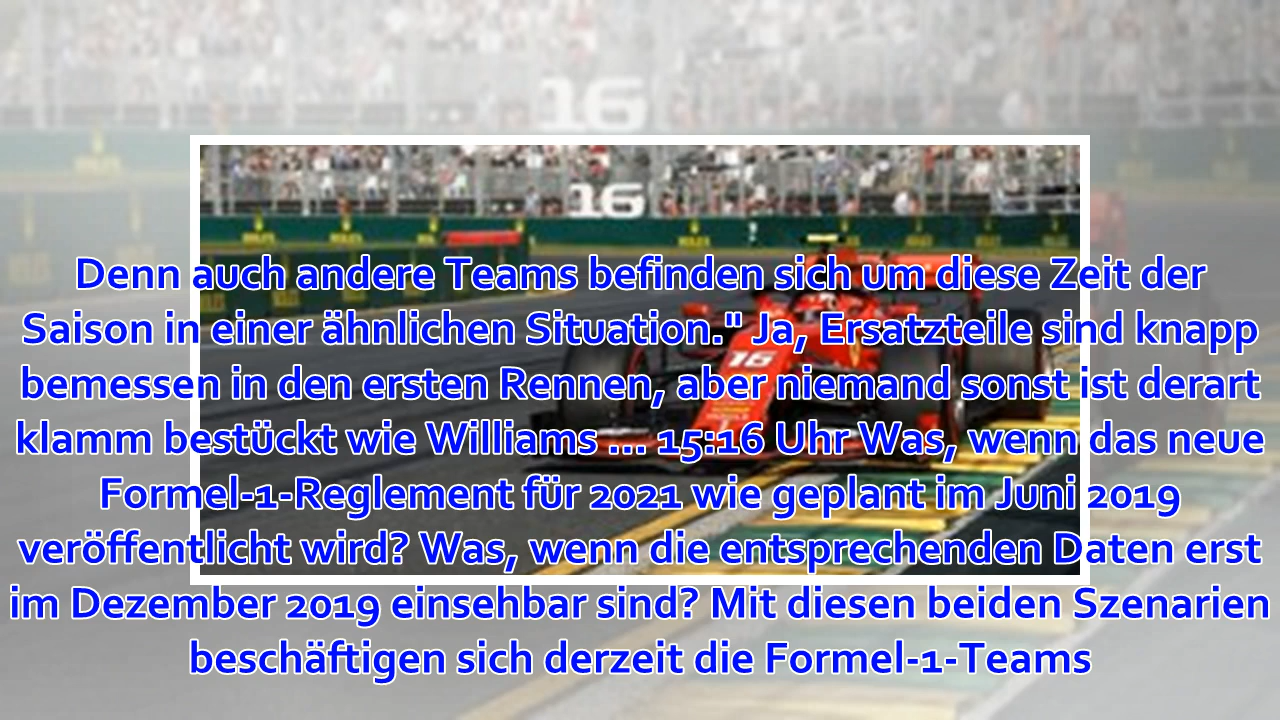 16
16
16
Denn auch andere Teams befinden sich um diese Zeit der
Saison in einer ähnlichen Situation." Ja, Ersatzteile sind knapp
bemessen in den ersten Rennen, aber niemand sonst ist derart
klamm bestückt wie Williams ... 15:16 Uhr Was, wenn das neue
Formel-1-Reglement für 2021 wie geplant im Juni 2019
veröffentlicht wird? Was, wenn die entsprechenden Daten erst
im Dezember 2019 einsehbar sind? Mit diesen beiden Szenarien
beschäftigen sich derzeit die Formel-1-Teams